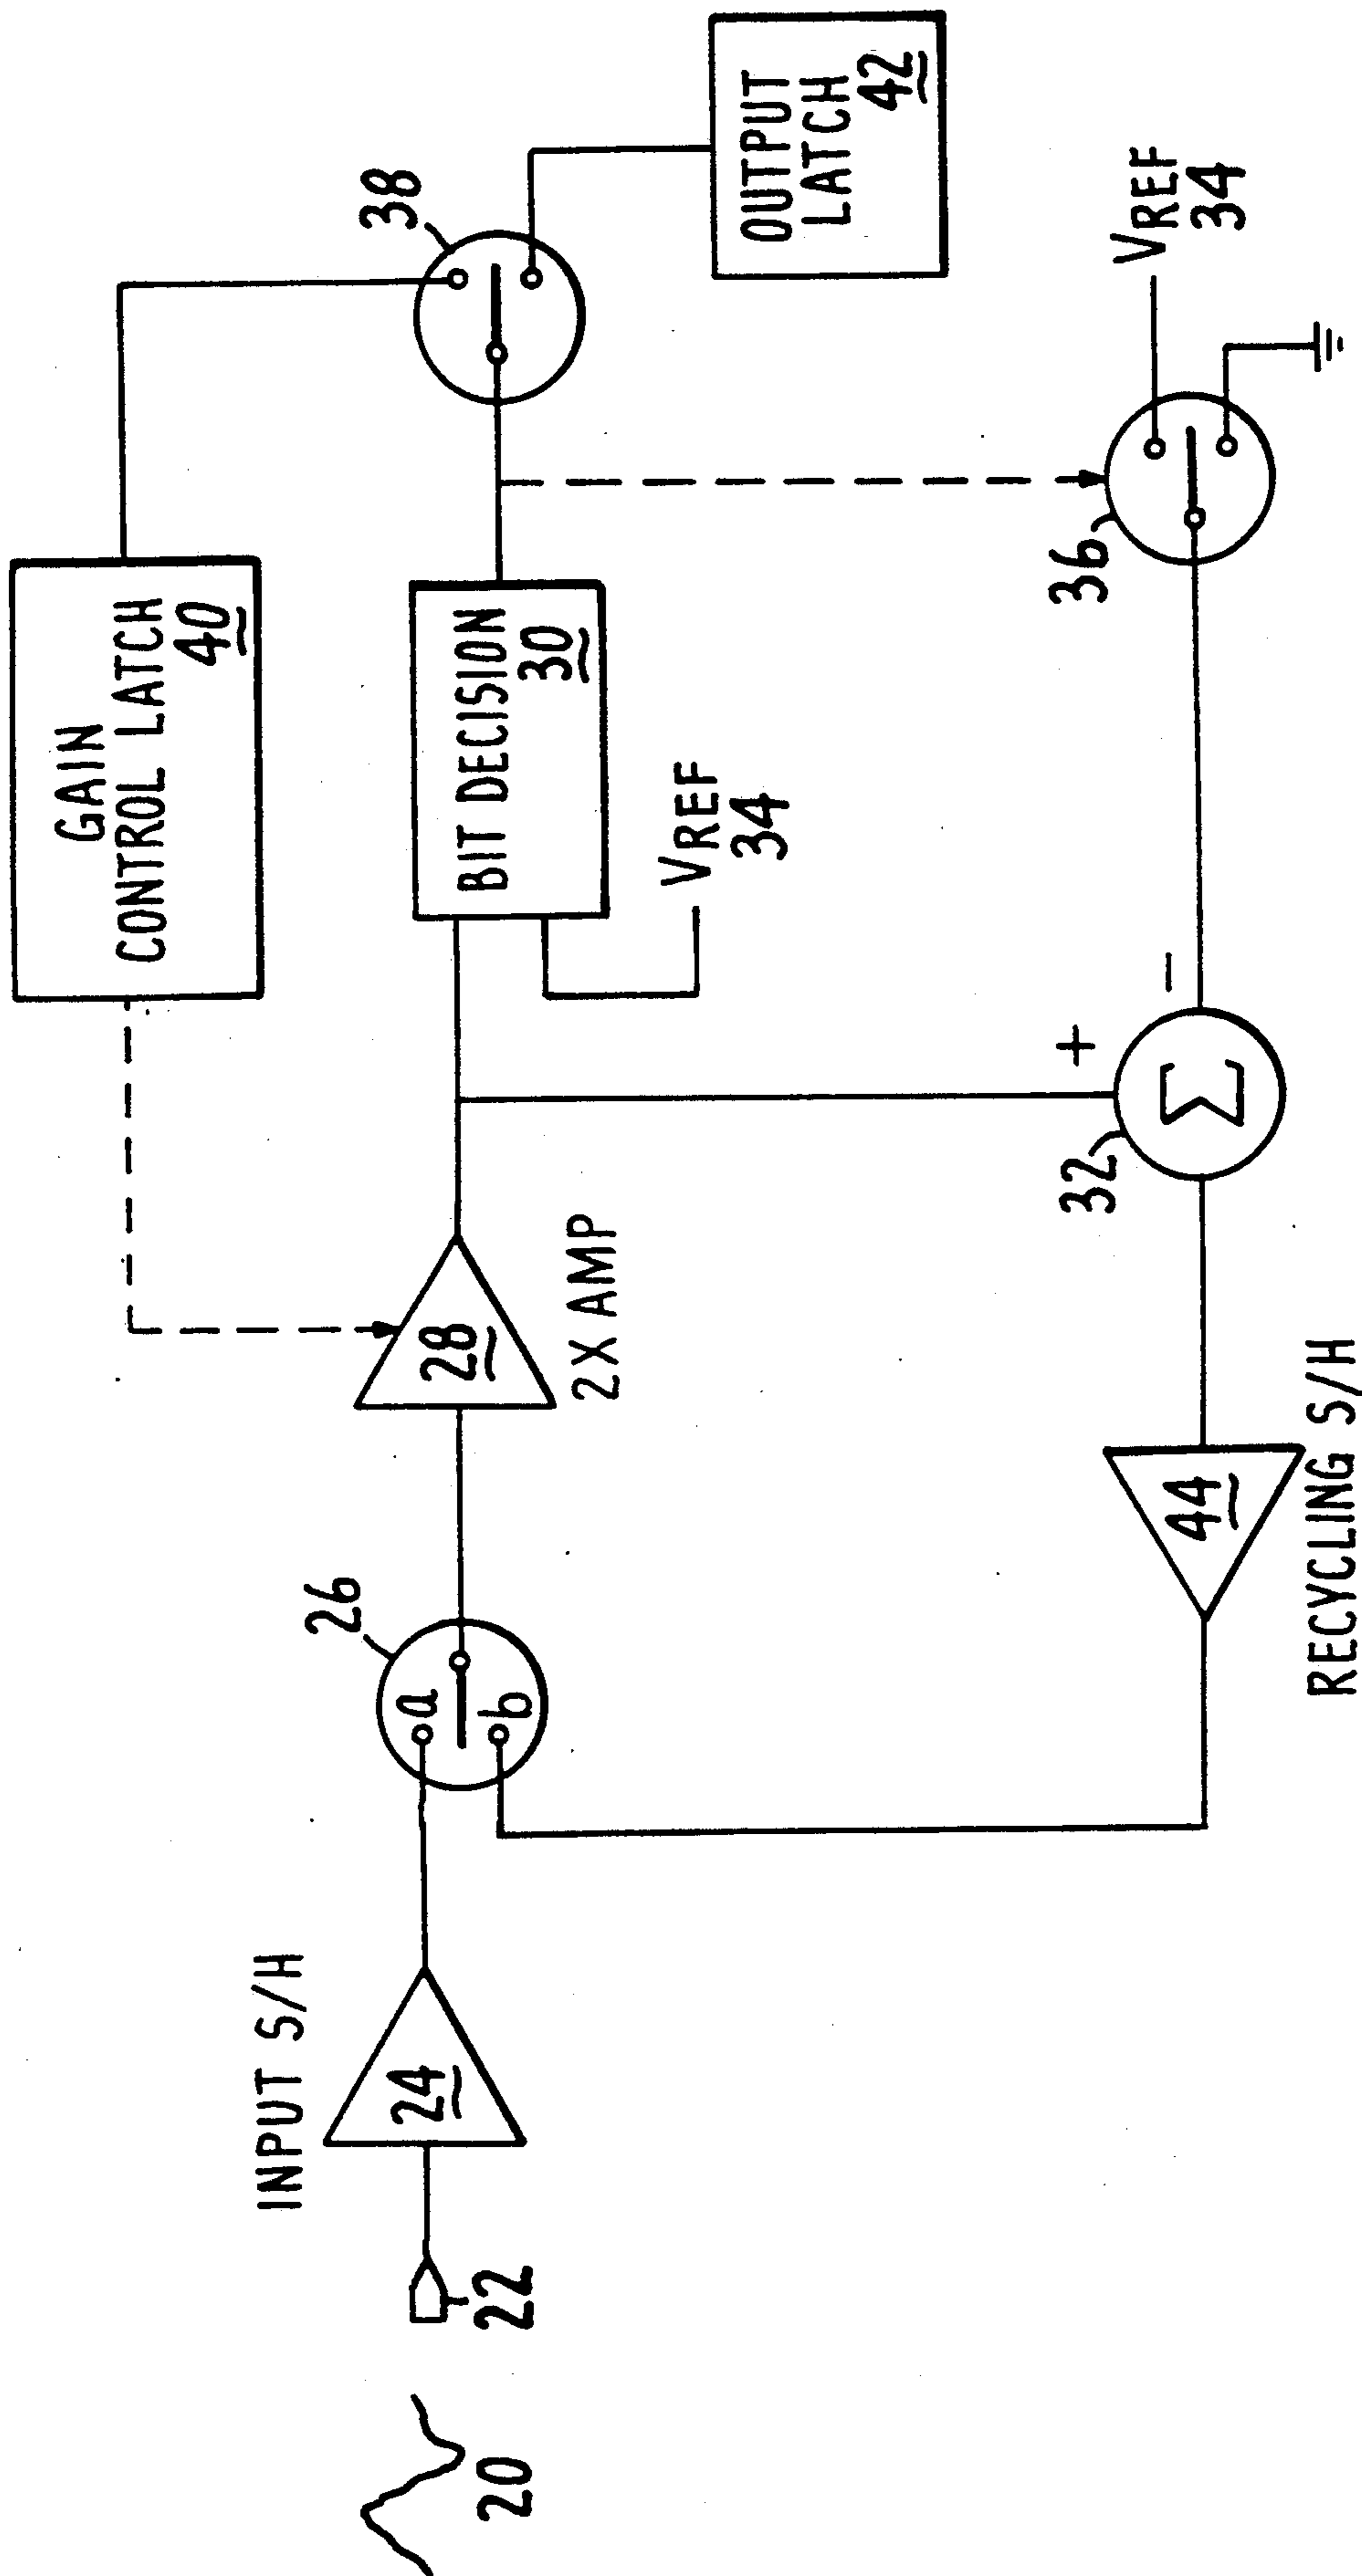 GAIN
CONTROL LATCH
40
38
INPUT S/H
24
22
20
26
a
b
28
2X AMP
BIT DECISION
30
VREF
34
OUTPUT
LATCH
42
RECYCLING S/H
44
32
Σ
+
−
36
VREF
34